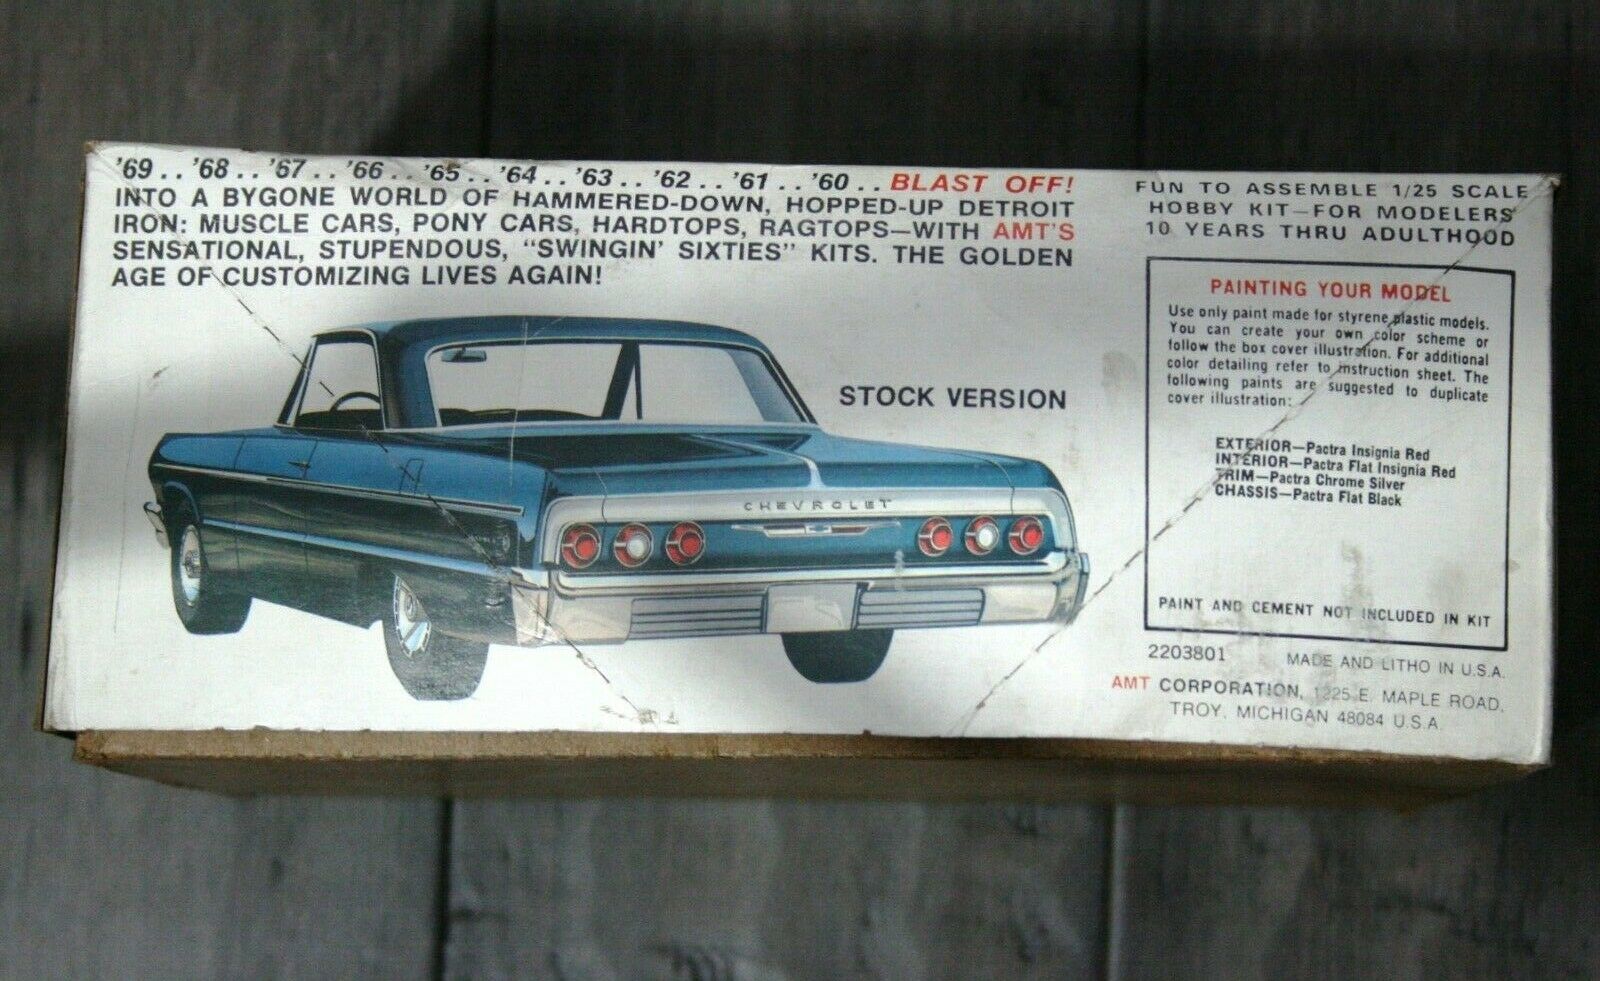 '69 . . '68 . . '67 . . '66 . . '65 . . '64 . . '63 . . '62 . . '61 . . '60 . . BLAST OFF!
INTO A BYGONE WORLD OF HAMMERED-DOWN, HOPPED-UP DETROIT
IRON: MUSCLE CARS, PONY CARS, HARDTOPS, RAGTOPS—WITH AMT'S
SENSATIONAL, STUPENDOUS, "SWINGIN' SIXTIES" KITS. THE GOLDEN
AGE OF CUSTOMIZING LIVES AGAIN!
STOCK VERSION
CHEVROLET
FUN TO ASSEMBLE 1/25 SCALE
HOBBY KIT—FOR MODELERS
10 YEARS THRU ADULTHOOD
PAINTING YOUR MODEL
Use only paint made for styrene plastic models.
You can create your own color scheme or
follow the box cover illustration. For additional
color detailing refer to instruction sheet. The
following paints are suggested to duplicate
cover illustration:
EXTERIOR—Pactra Insignia Red
INTERIOR—Pactra Flat Insignia Red
TRIM—Pactra Chrome Silver
CHASSIS—Pactra Flat Black
PAINT AND CEMENT NOT INCLUDED IN KIT
2203801 MADE AND LITHO IN U.S.A.
AMT CORPORATION, 1225 E. MAPLE ROAD,
TROY, MICHIGAN 48084 U.S.A.